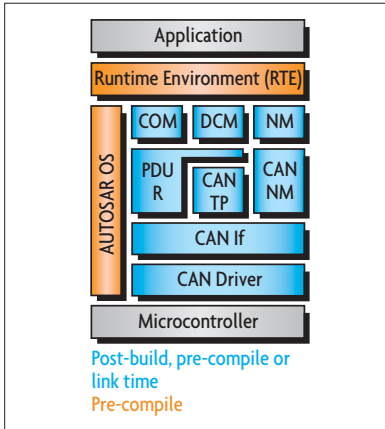 Application
Runtime Environment (RTE)
AUTOSAR OS
COM
DCM
NM
PDU
R
CAN
TP
CAN
NM
CAN If
CAN Driver
Microcontroller
Post-build, pre-compile or
link time
Pre-compile